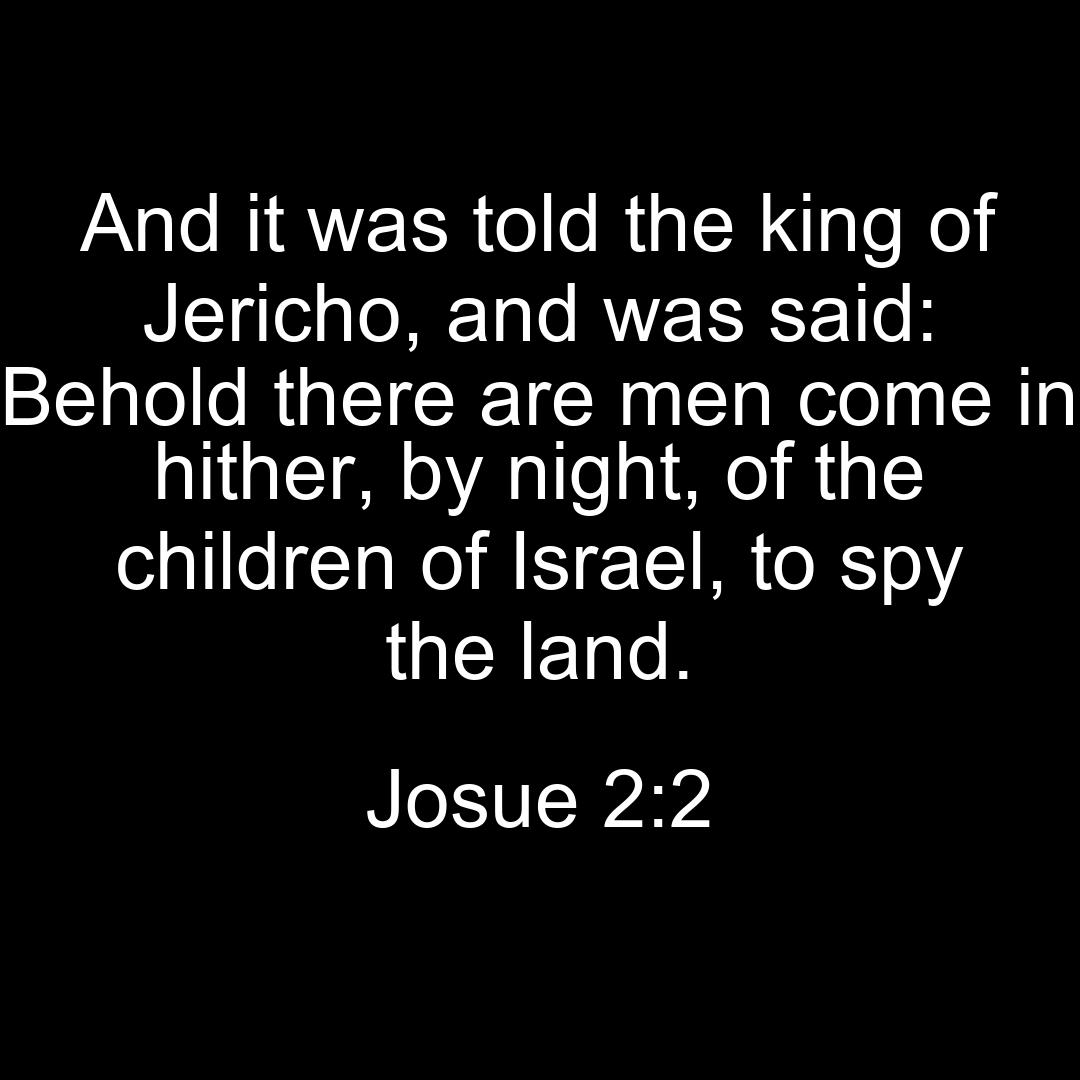 And it was told the king of
Jericho, and was said:
Behold there are men come in
hither, by night, of the
children of Israel, to spy
the land.
Josue 2:2